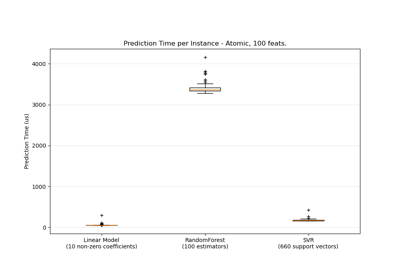 Prediction Time per Instance - Atomic, 100 feats.
Prediction Time (us)
4000
3000
2000
1000
0
Linear Model
(10 non-zero coefficients)
RandomForest
(100 estimators)
SVR
(660 support vectors)